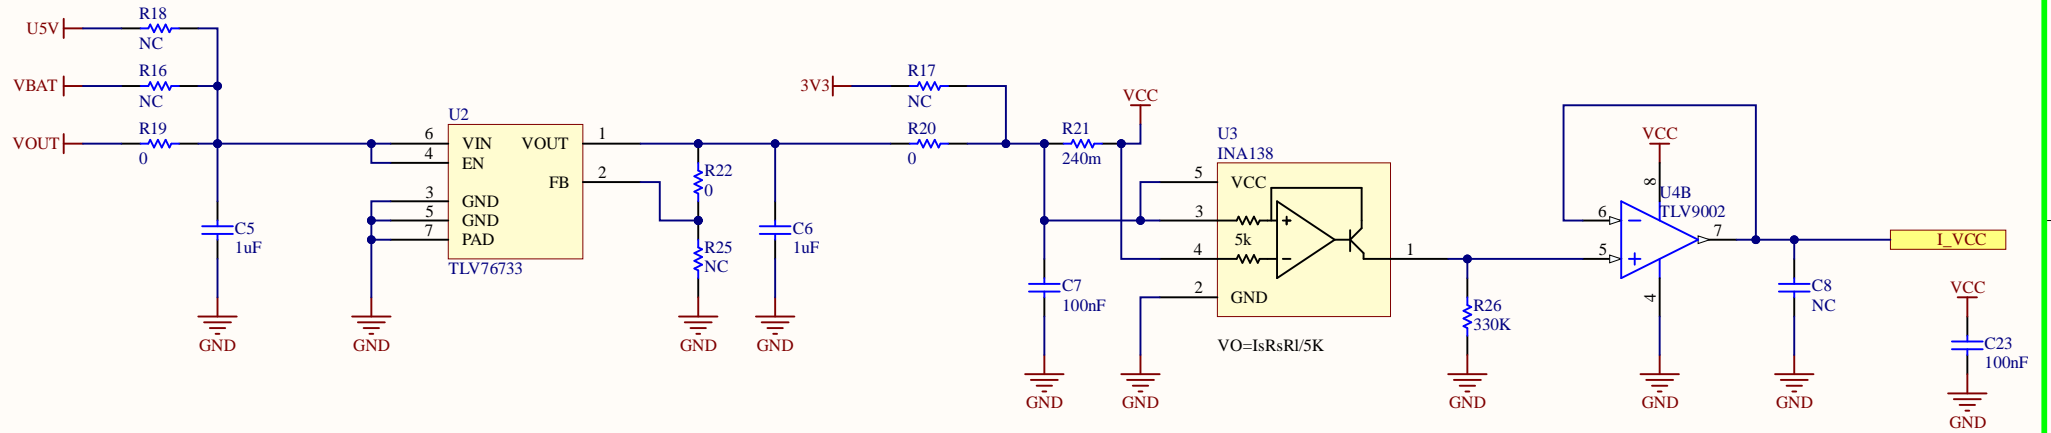 U5V
R18
NC
VBAT
R16
NC
VOUT
R19
0
C5
1uF
GND
GND
U2
6 VIN VOUT 1
4 EN
FB 2
3 GND
5 GND
7 PAD
TLV76733
R22
0
R25
NC
GND
C6
1uF
GND
3V3
R17
NC
R20
0
R21
240m
VCC
C7
100nF
GND
U3
INA138
5 VCC
3
5k
4
2 GND
1
VO=IsRsRl/5K
GND
R26
330K
GND
VCC
8
U4B
TLV9002
6
5
7
4
GND
C8
NC
GND
I_VCC
VCC
C23
100nF
GND